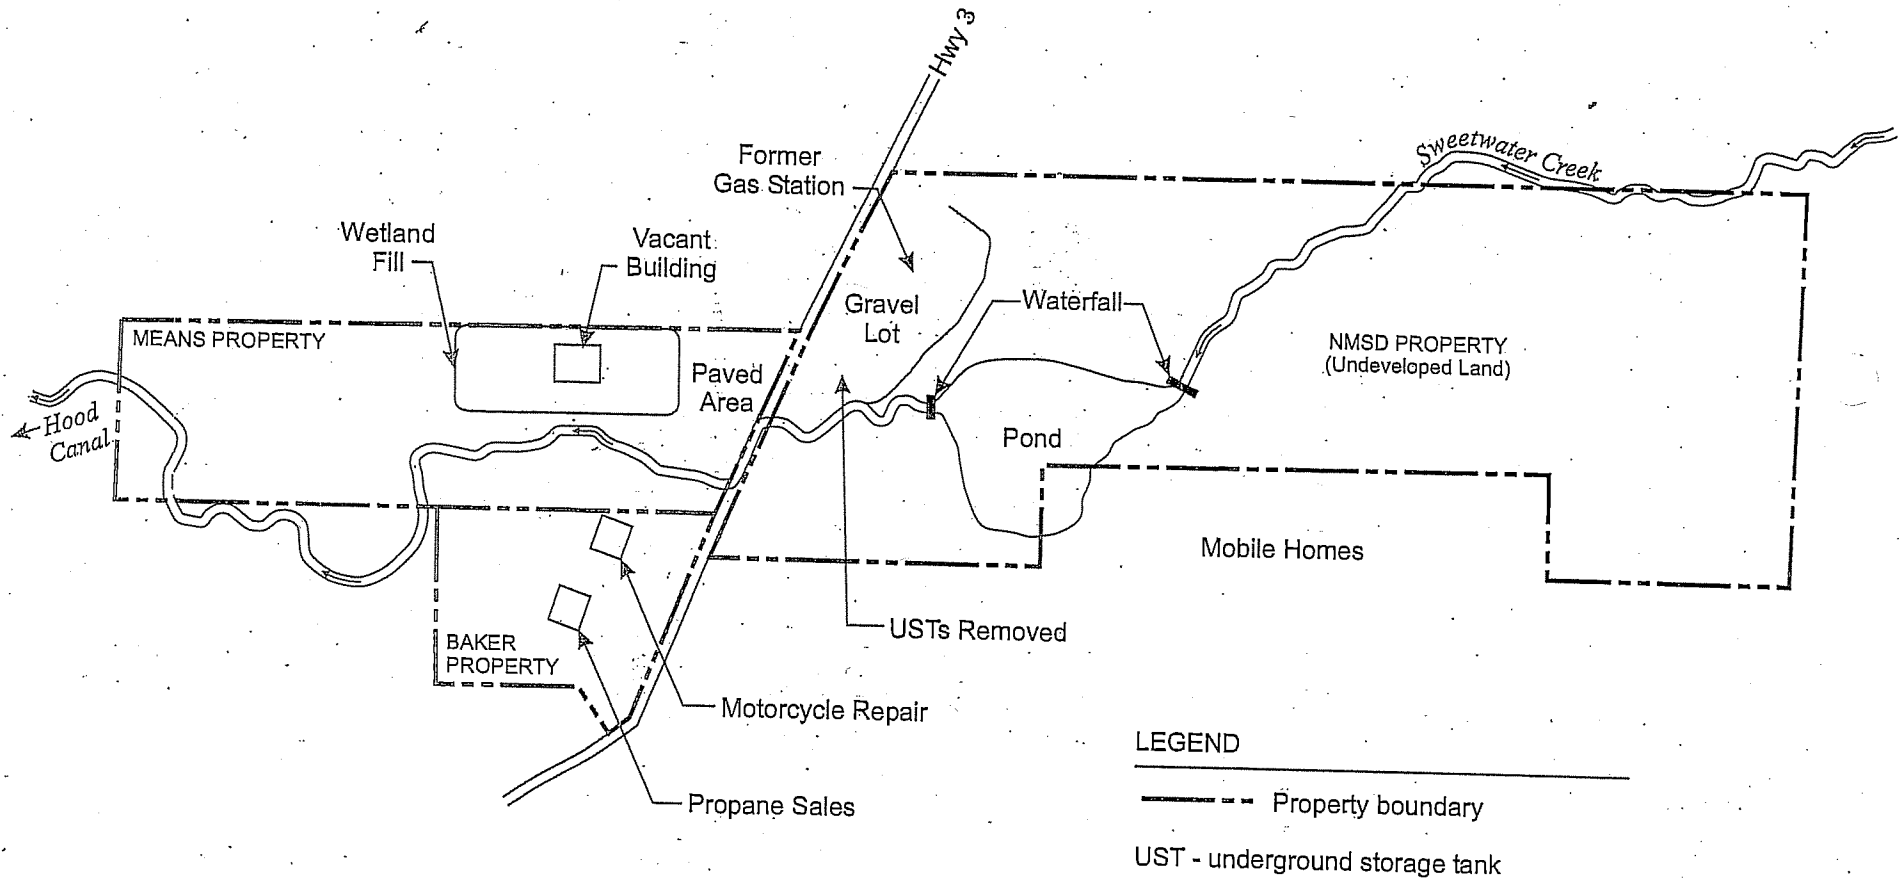 Hwy 3
Former
Gas Station
Sweetwater Creek
Wetland
Fill
Vacant
Building
Gravel
Lot
Waterfall
MEANS PROPERTY
NMSD PROPERTY
(Undeveloped Land)
Paved
Area
Hood
Canal
Pond
Mobile Homes
USTs Removed
BAKER
PROPERTY
Motorcycle Repair
Propane Sales
LEGEND
Property boundary
UST - underground storage tank